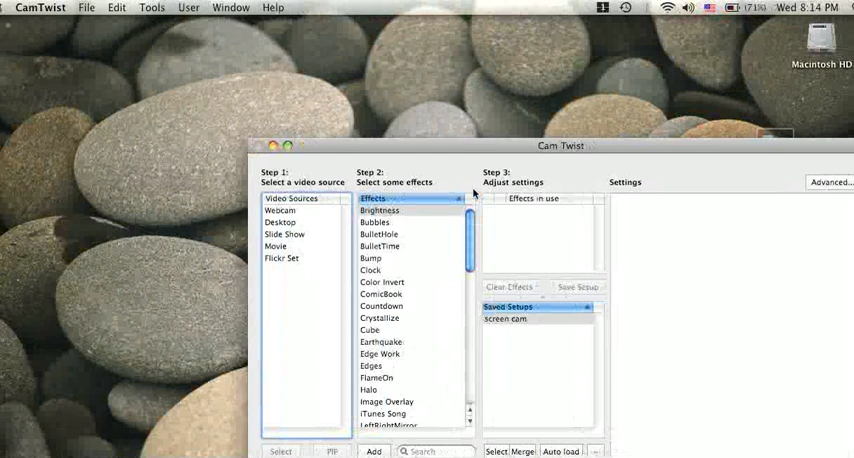 CamTwist File Edit Tools User Window Help
1 (71%) Wed 8:14 PM
Macintosh HD
Cam Twist
Step 1:
Select a video source
Video Sources
Webcam
Desktop
Slide Show
Movie
Flickr Set
Select PIP
Step 2:
Select some effects
Effects
Brightness
Bubbles
BulletHole
BulletTime
Bump
Clock
Color Invert
ComicBook
Countdown
Crystallize
Cube
Earthquake
Edge Work
Edges
FlameOn
Halo
Image Overlay
iTunes Song
LeftRightMirror
Add Search
Step 3:
Adjust settings
Effects in use
Clear Effects Save Setup
Saved Setups
screen cam
Select Merge Auto load -
Settings
Advanced...